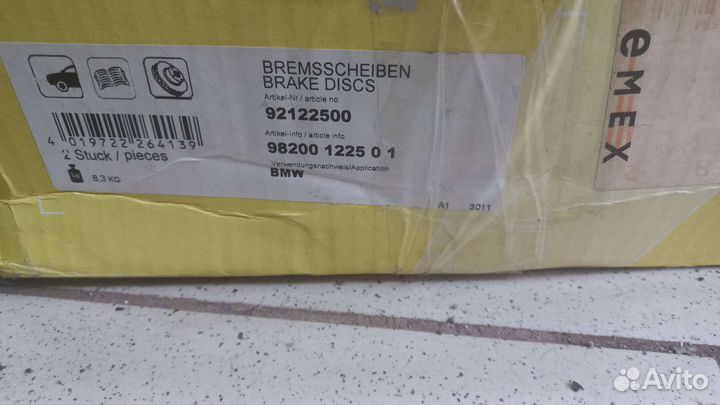 BREMSSCHEIBEN
BRAKE DISCS
Artikel-Nr / article no.
92122500
Artikel-Info / article info
98200 1225 0 1
Verwendungsnachweis/Application
BMW
4 019722 264139
2 Stück / pieces
8,3 KG
A1 3011
eMEX
Avito